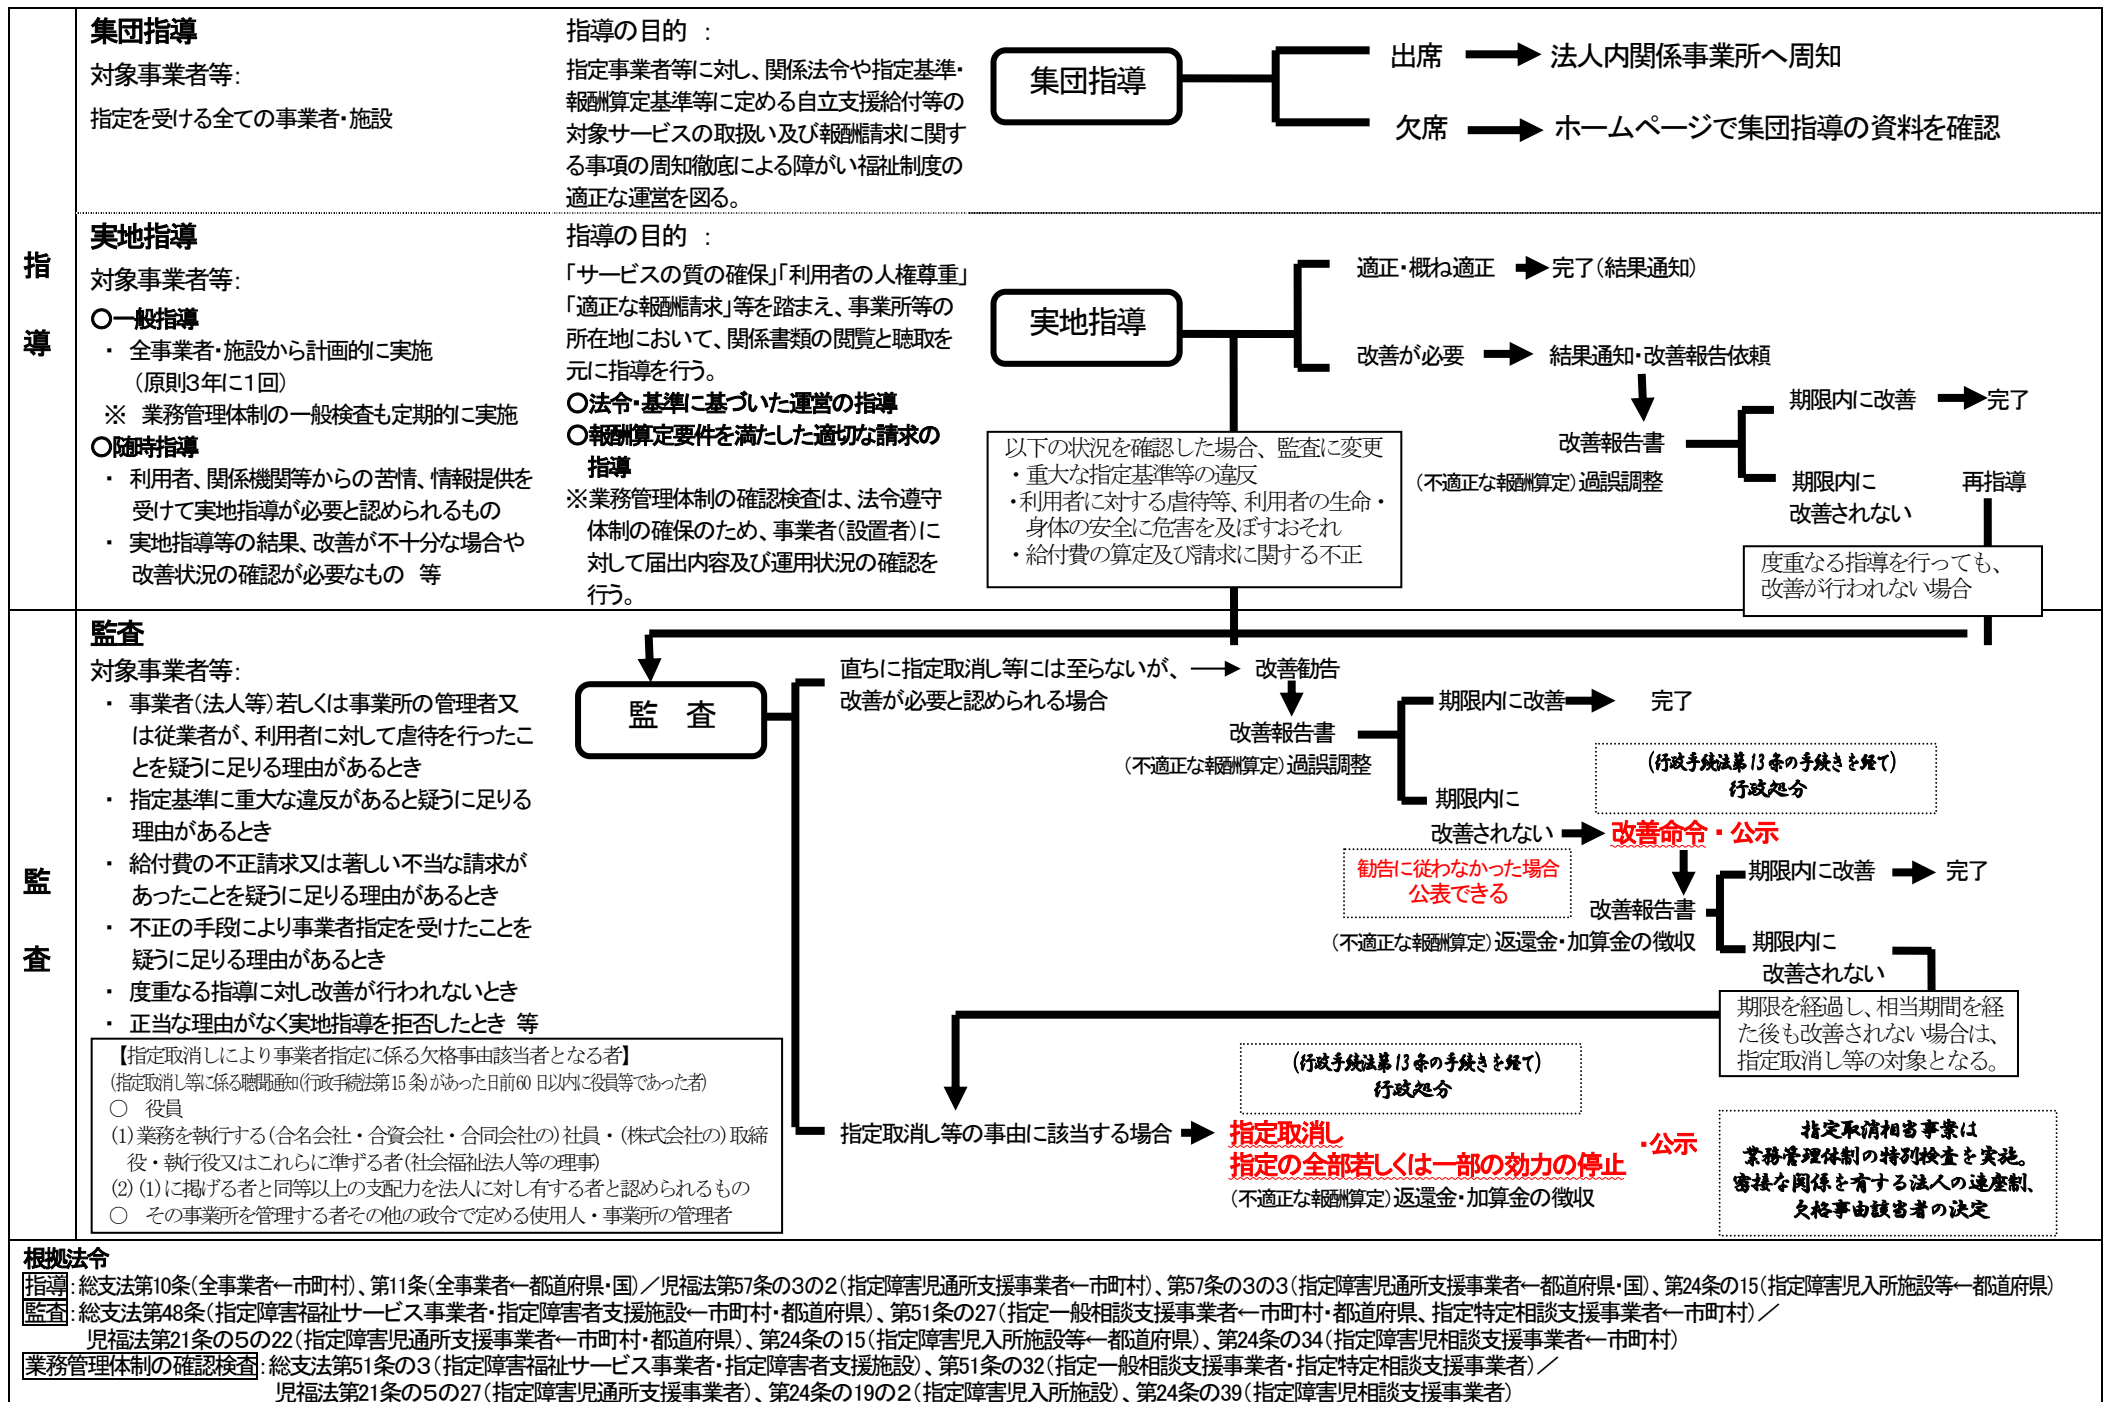 指導
集団指導
対象事業者等：
指定を受ける全ての事業者・施設
指導の目的 ：
指定事業者等に対し、関係法令や指定基準・
報酬算定基準等に定める自立支援給付等の
対象サービスの取扱い及び報酬請求に関す
る事項の周知徹底による障がい福祉制度の
適正な運営を図る。
集団指導
出席
法人内関係事業所へ周知
欠席
ホームページで集団指導の資料を確認
実地指導
対象事業者等：
○一般指導
・ 全事業者・施設から計画的に実施
（原則3年に1回）
※ 業務管理体制の一般検査も定期的に実施
○随時指導
・ 利用者、関係機関等からの苦情、情報提供を
受けて実地指導が必要と認められるもの
・ 実地指導等の結果、改善が不十分な場合や
改善状況の確認が必要なもの 等
指導の目的 ：
「サービスの質の確保」「利用者の人権尊重」
「適正な報酬請求」等を踏まえ、事業所等の
所在地において、関係書類の閲覧と聴取を
元に指導を行う。
○法令・基準に基づいた運営の指導
○報酬算定要件を満たした適切な請求の
指導
※業務管理体制の確認検査は、法令遵守
体制の確保のため、事業者（設置者）に
対して届出内容及び運用状況の確認を
行う。
実地指導
適正・概ね適正
完了（結果通知）
改善が必要
結果通知・改善報告依頼
改善報告書
（不適正な報酬算定）過誤調整
期限内に改善
完了
期限内に
改善されない
再指導
以下の状況を確認した場合、監査に変更
・重大な指定基準等の違反
・利用者に対する虐待等、利用者の生命・
身体の安全に危害を及ぼすおそれ
・給付費の算定及び請求に関する不正
度重なる指導を行っても、
改善が行われない場合
監査
監査
対象事業者等：
・ 事業者（法人等）若しくは事業所の管理者又
は従業者が、利用者に対して虐待を行ったこ
とを疑うに足りる理由があるとき
・ 指定基準に重大な違反があると疑うに足りる
理由があるとき
・ 給付費の不正請求又は著しい不当な請求が
あったことを疑うに足りる理由があるとき
・ 不正の手段により事業者指定を受けたことを
疑うに足りる理由があるとき
・ 度重なる指導に対し改善が行われないとき
・ 正当な理由がなく実地指導を拒否したとき 等
【指定取消しにより事業者指定に係る欠格事由該当者となる者】
(指定取消し等に係る聴聞通知(行政手続法第15条)があった日前60日以内に役員等であった者)
○ 役員
(1)業務を執行する(合名会社・合資会社・合同会社の)社員・(株式会社の)取締
役・執行役又はこれらに準ずる者(社会福祉法人等の理事)
(2)(1)に掲げる者と同等以上の支配力を法人に対し有する者と認められるもの
○ その事業所を管理する者その他の政令で定める使用人・事業所の管理者
監 査
直ちに指定取消し等には至らないが、
改善が必要と認められる場合
改善勧告
改善報告書
（不適正な報酬算定）過誤調整
期限内に改善
完了
期限内に
改善されない
（行政手続法第13条の手続きを経て）
行政処分
改善命令・公示
勧告に従わなかった場合
公表できる
改善報告書
（不適正な報酬算定）返還金・加算金の徴収
期限内に改善
完了
期限内に
改善されない
期限を経過し、相当期間を経
た後も改善されない場合は、
指定取消し等の対象となる。
（行政手続法第13条の手続きを経て）
行政処分
指定取消し等の事由に該当する場合
指定取消し
指定の全部若しくは一部の効力の停止
・公示
（不適正な報酬算定）返還金・加算金の徴収
指定取消相当事案は
業務管理体制の特別検査を実施。
密接な関係を有する法人の連座制、
欠格事由該当者の決定
根拠法令
指導：総支法第10条（全事業者←市町村）、第11条（全事業者←都道府県・国）／児福法第57条の3の2（指定障害児通所支援事業者←市町村）、第57条の3の3（指定障害児通所支援事業者←都道府県・国）、第24条の15（指定障害児入所施設等←都道府県）
監査：総支法第48条（指定障害福祉サービス事業者・指定障害者支援施設←市町村・都道府県）、第51条の27（指定一般相談支援事業者←市町村・都道府県、指定特定相談支援事業者←市町村）／
児福法第21条の5の22（指定障害児通所支援事業者←市町村・都道府県）、第24条の15（指定障害児入所施設等←都道府県）、第24条の34（指定障害児相談支援事業者←市町村）
業務管理体制の確認検査：総支法第51条の3（指定障害福祉サービス事業者・指定障害者支援施設）、第51条の32（指定一般相談支援事業者・指定特定相談支援事業者）／
児福法第21条の5の27（指定障害児通所支援事業者）、第24条の19の2（指定障害児入所施設）、第24条の39（指定障害児相談支援事業者）